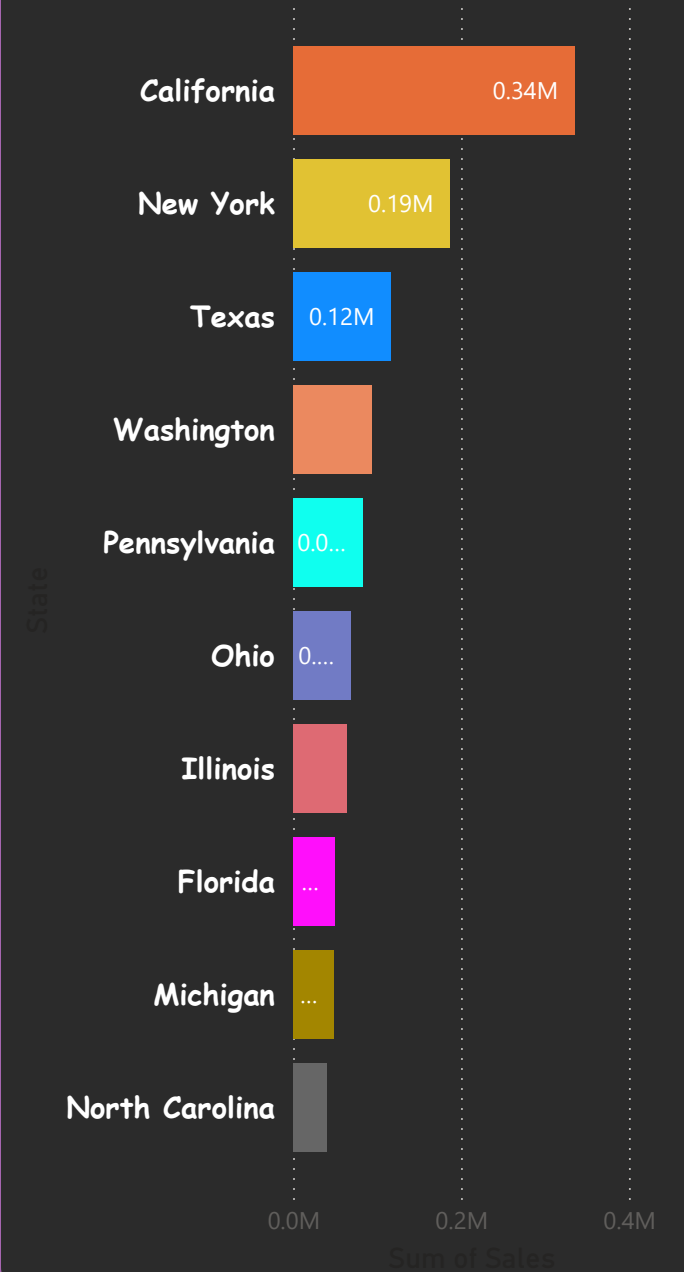 California
0.34M
New York
0.19M
Texas
0.12M
Washington
Pennsylvania
0.0...
Ohio
0....
Illinois
Florida
...
Michigan
...
North Carolina
State
0.0M
0.2M
0.4M
Sum of Sales